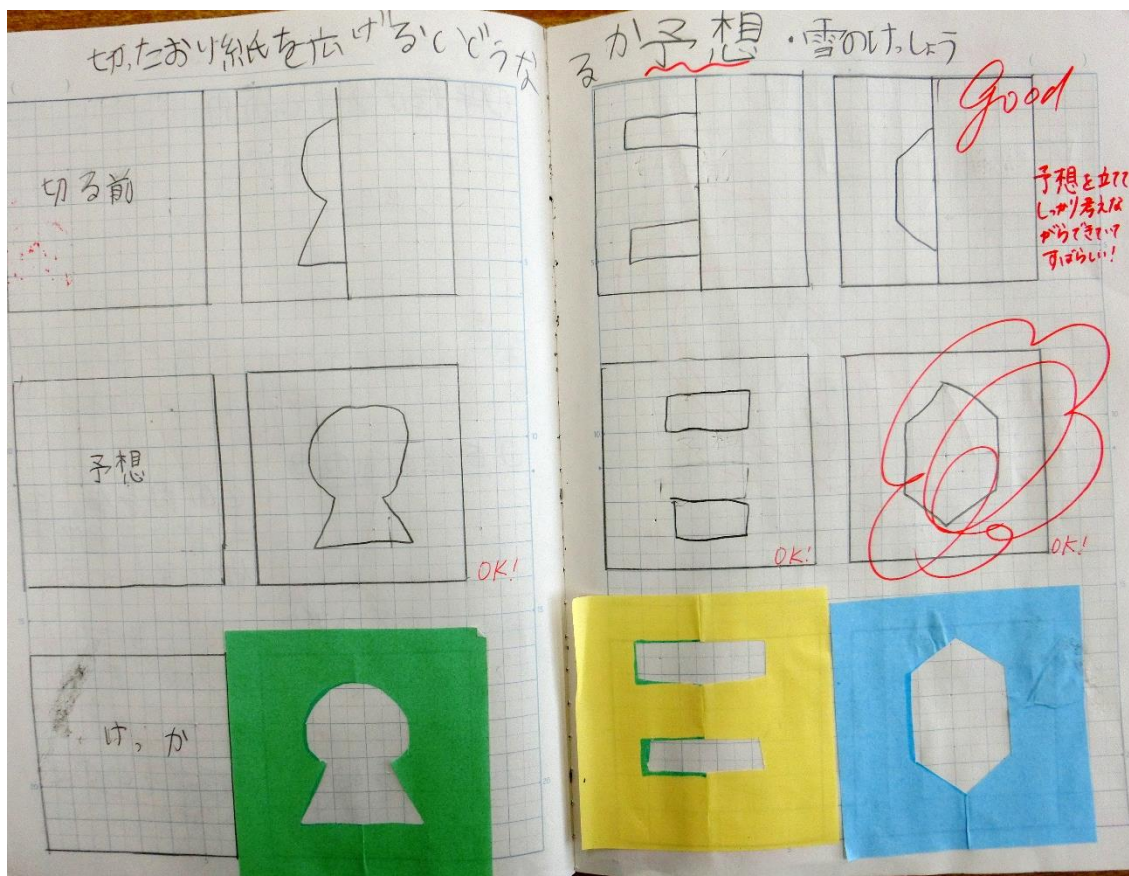 切ったおり紙を広げるとどうなるか予想・雪のけっしょう
切る前
good
予想を立てて
しっかり考えな
がらできていて
すばらしい!
予想
OK!
OK!
OK!
けっか